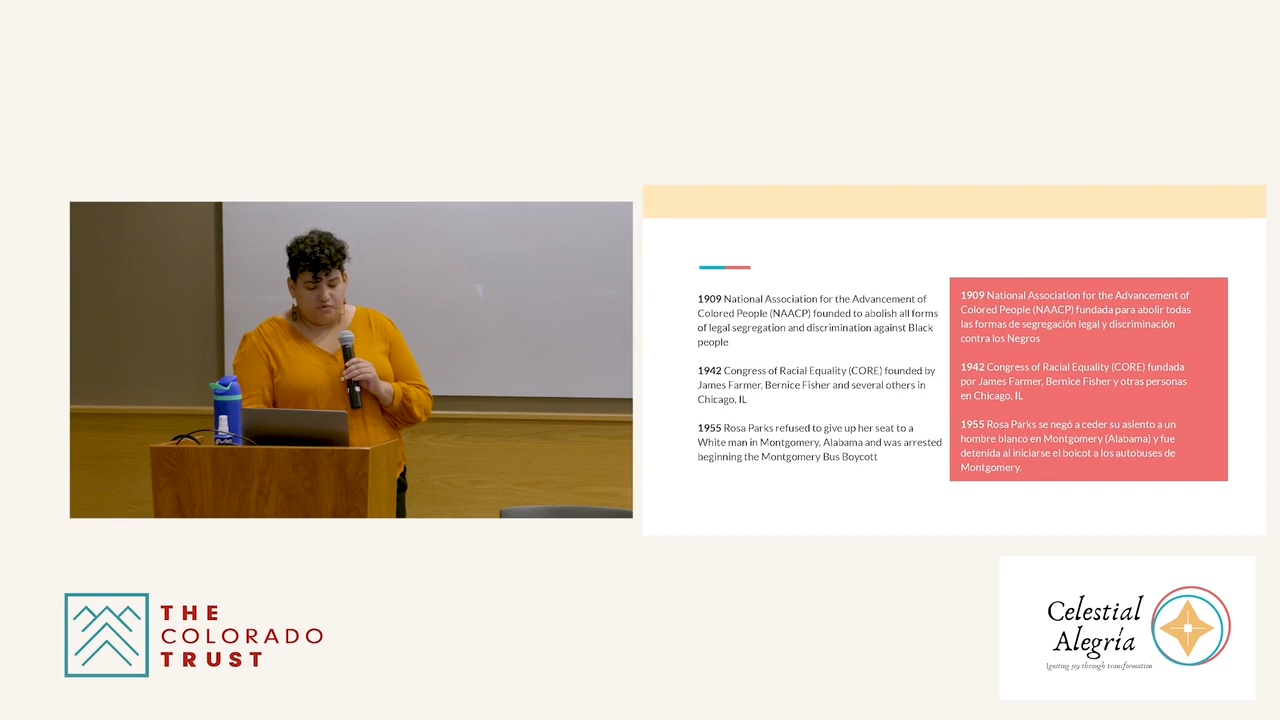 1909 National Association for the Advancement of
Colored People (NAACP) founded to abolish all forms
of legal segregation and discrimination against Black
people
1942 Congress of Racial Equality (CORE) founded by
James Farmer, Bernice Fisher and several others in
Chicago, IL
1955 Rosa Parks refused to give up her seat to a
White man in Montgomery, Alabama and was arrested
beginning the Montgomery Bus Boycott
1909 National Association for the Advancement of
Colored People (NAACP) fundada para abolir todas
las formas de segregación legal y discriminación
contra los Negros
1942 Congress of Racial Equality (CORE) fundada
por James Farmer, Bernice Fisher y otras personas
en Chicago, IL
1955 Rosa Parks se negó a ceder su asiento a un
hombre blanco en Montgomery (Alabama) y fue
detenida al iniciarse el boicot a los autobuses de
Montgomery.
THE
COLORADO
TRUST
Celestial
Alegría
Igniting joy through transformation